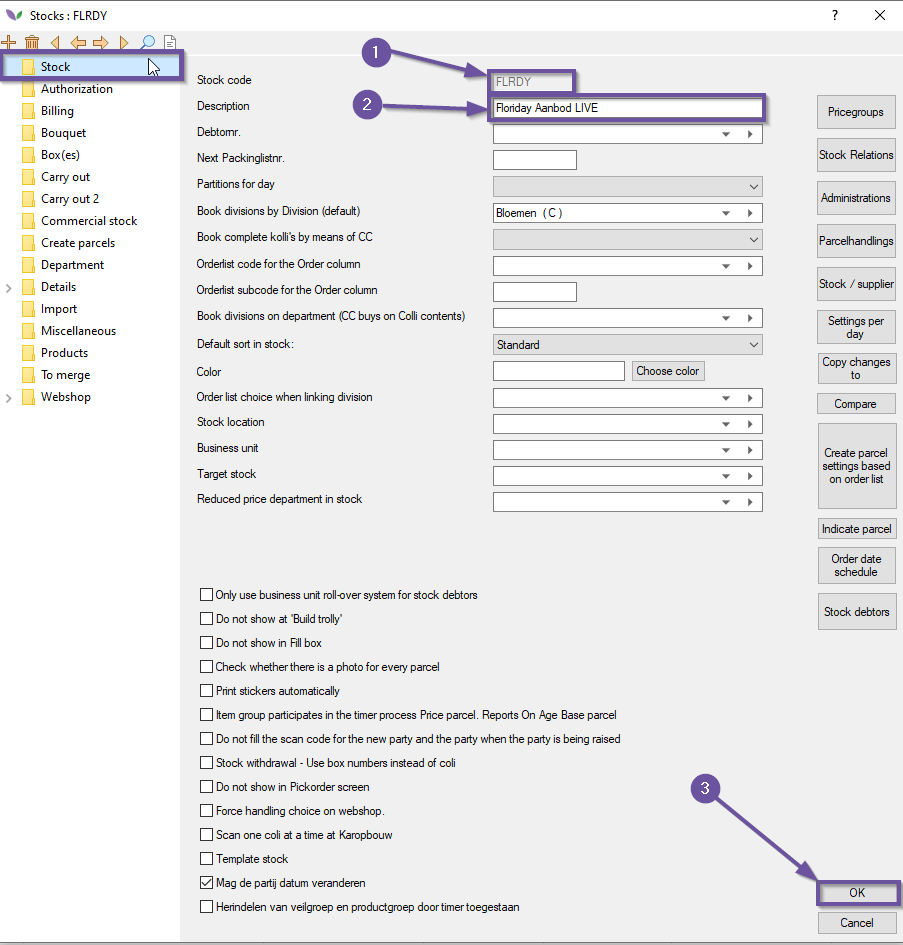 Stocks : FLRDY
?
Stock
Authorization
Billing
Bouquet
Box(es)
Carry out
Carry out 2
Commercial stock
Create parcels
Department
Details
Import
Miscellaneous
Products
To merge
Webshop
1
2
Stock code
FLRDY
Description
Floriday Aanbod LIVE
Debtornr.
Next Packinglistnr.
Partitions for day
Book divisions by Division (default)
Bloemen ( C )
Book complete kolli's by means of CC
Orderlist code for the Order column
Orderlist subcode for the Order column
Book divisions on department (CC buys on Colli contents)
Default sort in stock:
Standard
Color
Choose color
Order list choice when linking division
Stock location
Business unit
Target stock
Reduced price department in stock
Only use business unit roll-over system for stock debtors
Do not show at 'Build trolly'
Do not show in Fill box
Check whether there is a photo for every parcel
Print stickers automatically
Item group participates in the timer process Price parcel. Reports On Age Base parcel
Do not fill the scan code for the new party and the party when the party is being raised
Stock withdrawal - Use box numbers instead of coli
Do not show in Pickorder screen
Force handling choice on webshop.
Scan one coli at a time at Karopbouw
Template stock
Mag de partij datum veranderen
Herindelen van veilgroep en productgroep door timer toegestaan
Pricegroups
Stock Relations
Administrations
Parcelhandlings
Stock / supplier
Settings per
day
Copy changes
to
Compare
Create parcel
settings based
on order list
Indicate parcel
Order date
schedule
Stock debtors
3
OK
Cancel